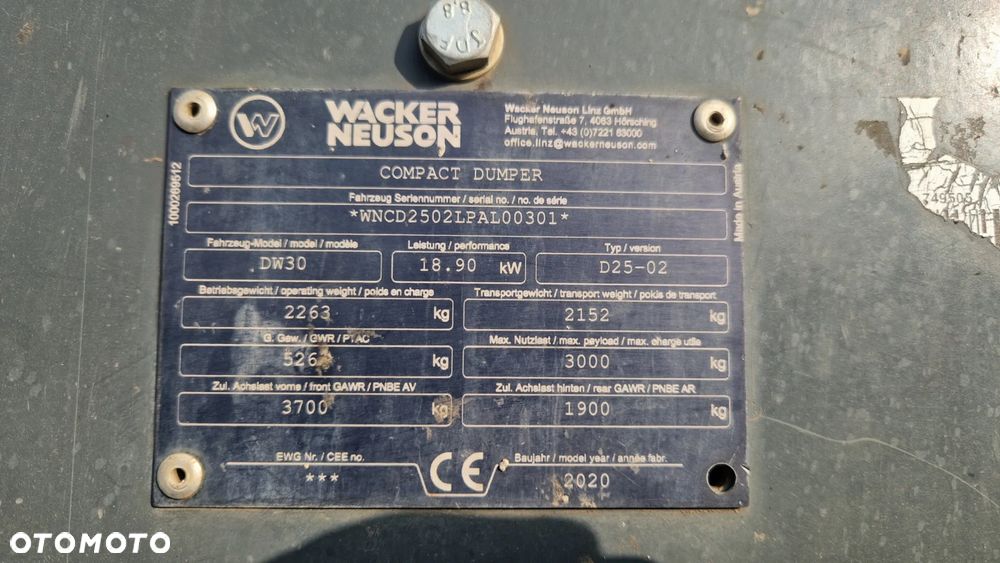 JDF
8.8
WACKER
NEUSON
Wacker Neuson Linz GmbH
Flughafenstraße 7, 4063 Hörsching
Austria, Tel. +43 (0)7221 63000
office.linz@wackerneuson.com
1000269512
Made in Austria
COMPACT DUMPER
Fahrzeug Seriennummer / serial no. / no. de série
*WNCD2502LPAL00301*
Fahrzeug-Model / model / modèle
Leistung / performance
Typ / version
DW30
18.90 kW
D25-02
Betriebsgewicht / operating weight / poids en charge
Transportgewicht / transport weight / poids de transport
2263 kg
2152 kg
G. Gew. / GWR / PTAC
Max. Nutzlast / max. payload / max. charge utile
526 kg
3000 kg
Zul. Achslast vorne / front GAWR / PNBE AV
Zul. Achslast hinten / rear GAWR / PNBE AR
3700 kg
1900 kg
EWG Nr. / CEE no.
CE
Baujahr / model year / année fabr.
***
2020
OTOMOTO